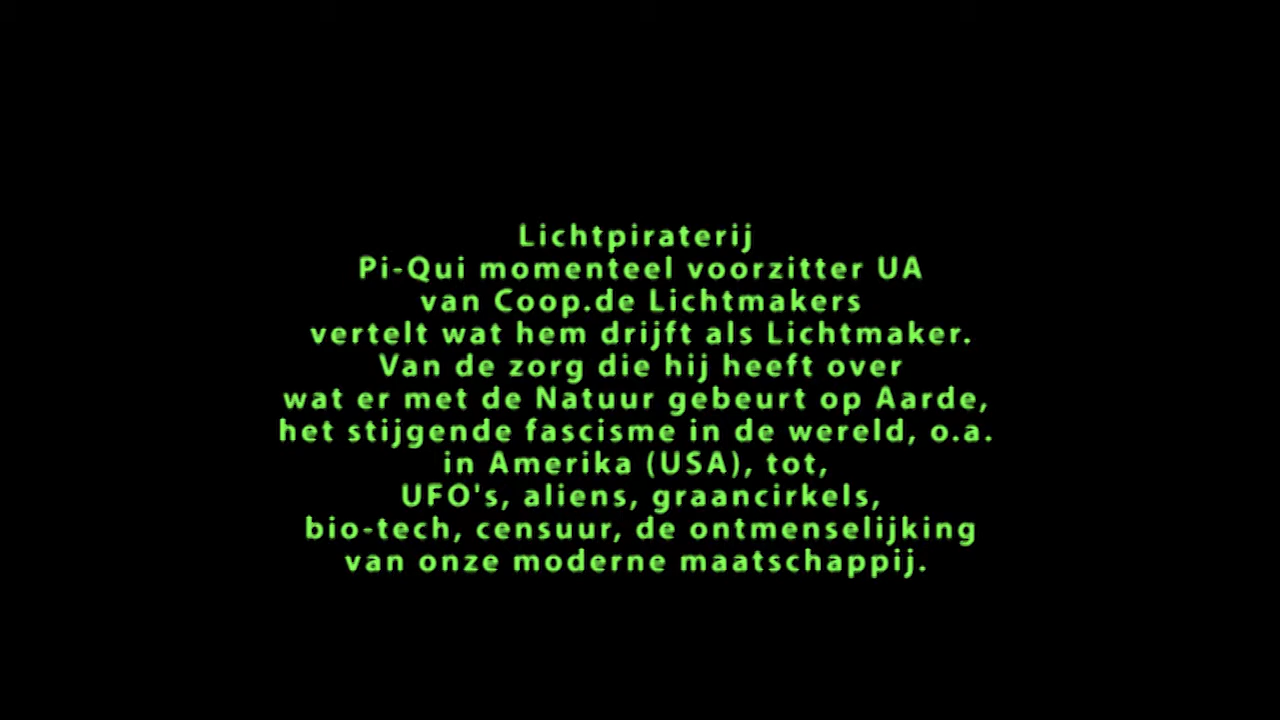 Lichtpiraterij
Pi-Qui momenteel voorzitter UA
van Coop.de Lichtmakers
vertelt wat hem drijft als Lichtmaker.
Van de zorg die hij heeft over
wat er met de Natuur gebeurt op Aarde,
het stijgende fascisme in de wereld, o.a.
in Amerika (USA), tot,
UFO's, aliens, graancirkels,
bio-tech, censuur, de ontmenselijking
van onze moderne maatschappij.